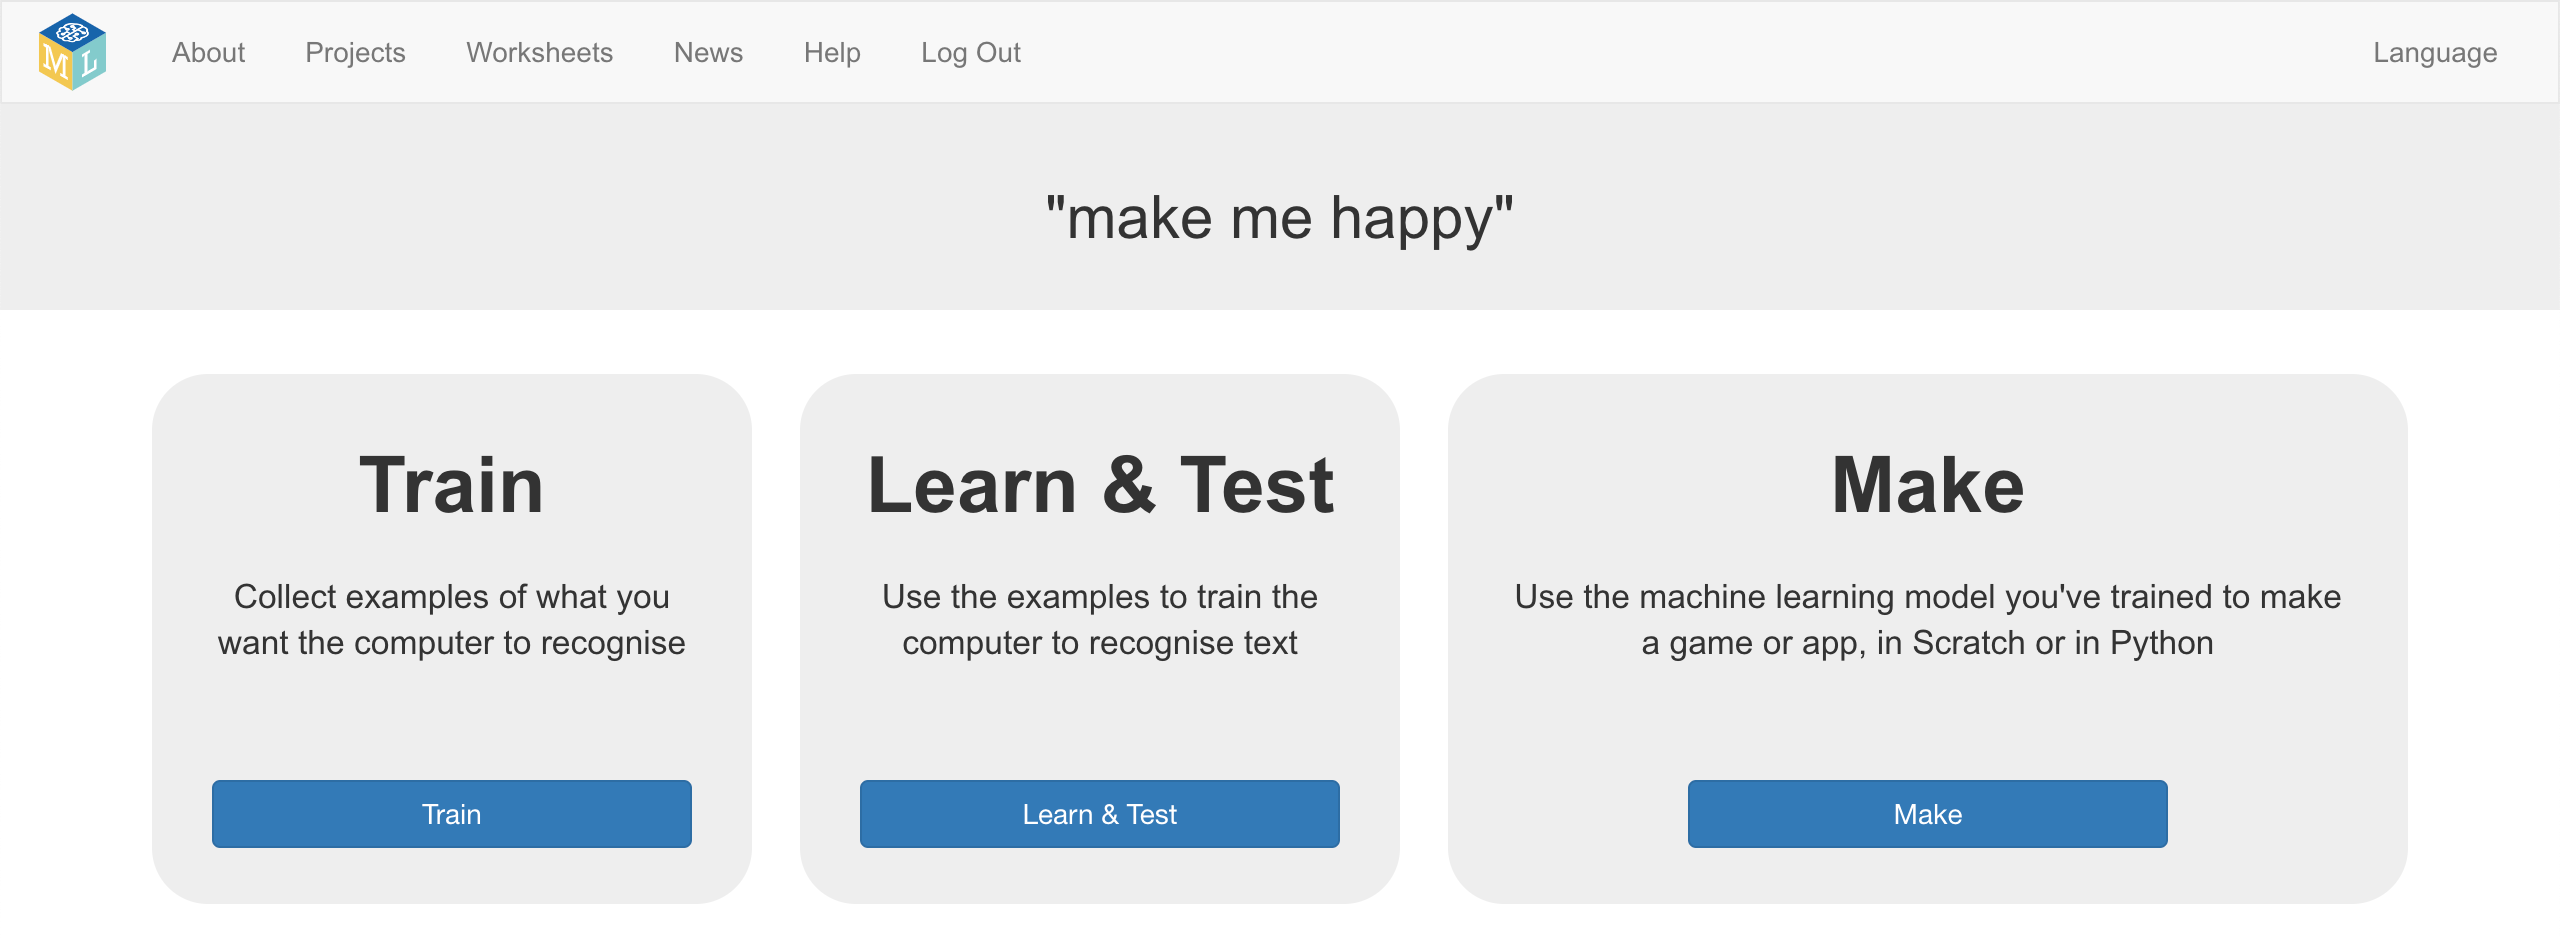 ML
About Projects Worksheets News Help Log Out Language
"make me happy"
Train
Collect examples of what you
want the computer to recognise
Train
Learn & Test
Use the examples to train the
computer to recognise text
Learn & Test
Make
Use the machine learning model you've trained to make
a game or app, in Scratch or in Python
Make